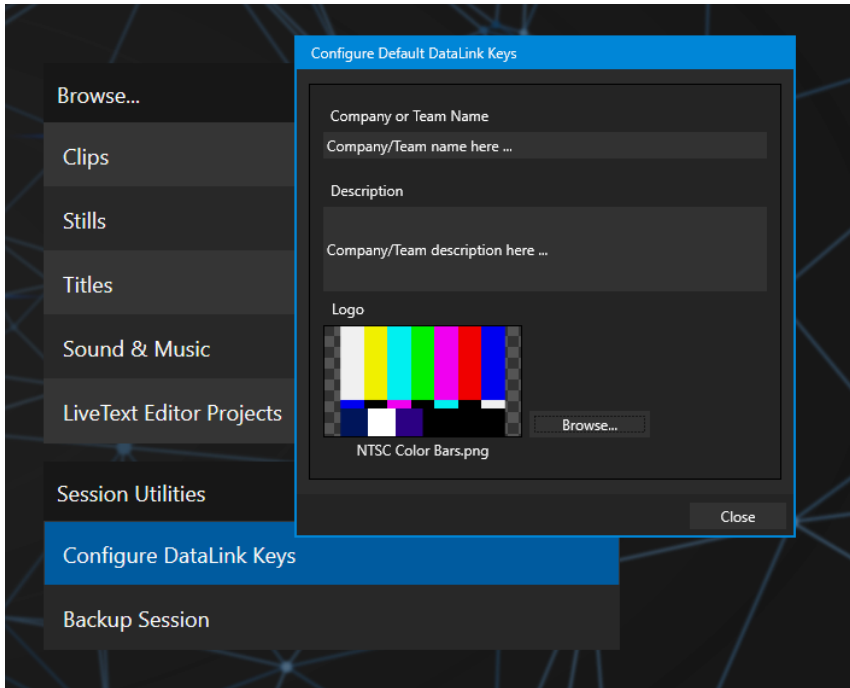 Browse...
Clips
Stills
Titles
Sound & Music
LiveText Editor Projects
Session Utilities
Configure DataLink Keys
Backup Session
Configure Default DataLink Keys
Company or Team Name
Company/Team name here ...
Description
Company/Team description here ...
Logo
Browse...
NTSC Color Bars.png
Close